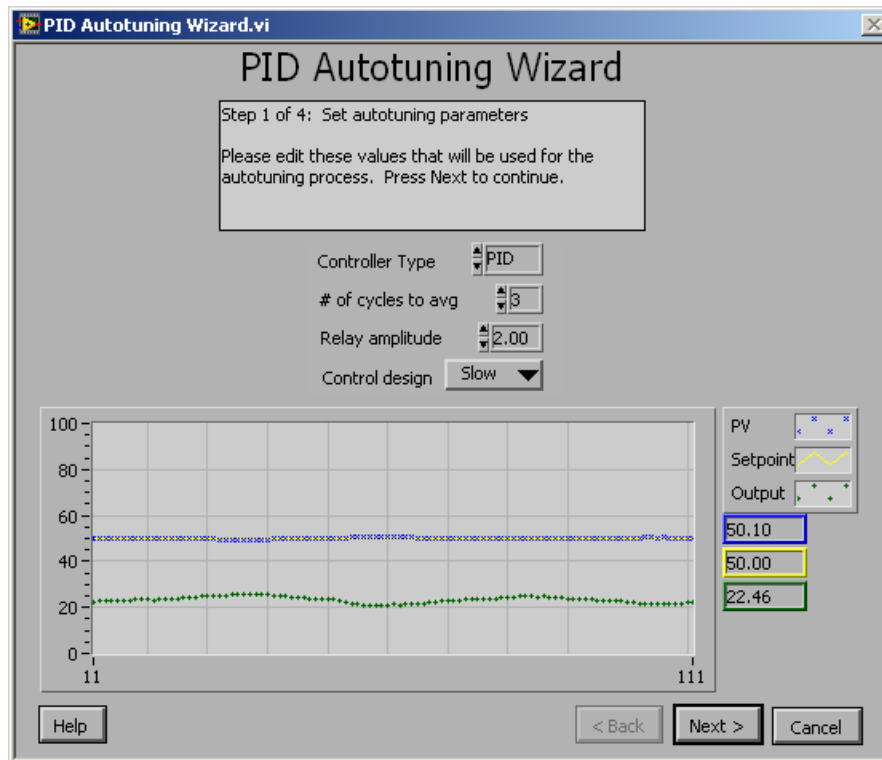 PID Autotuning Wizard.vi
PID Autotuning Wizard
Step 1 of 4: Set autotuning parameters
Please edit these values that will be used for the
autotuning process. Press Next to continue.
Controller Type PID
# of cycles to avg 3
Relay amplitude 2.00
Control design Slow
100
80
60
40
20
0
11 111
PV
Setpoint
Output
50.10
50.00
22.46
Help < Back Next > Cancel